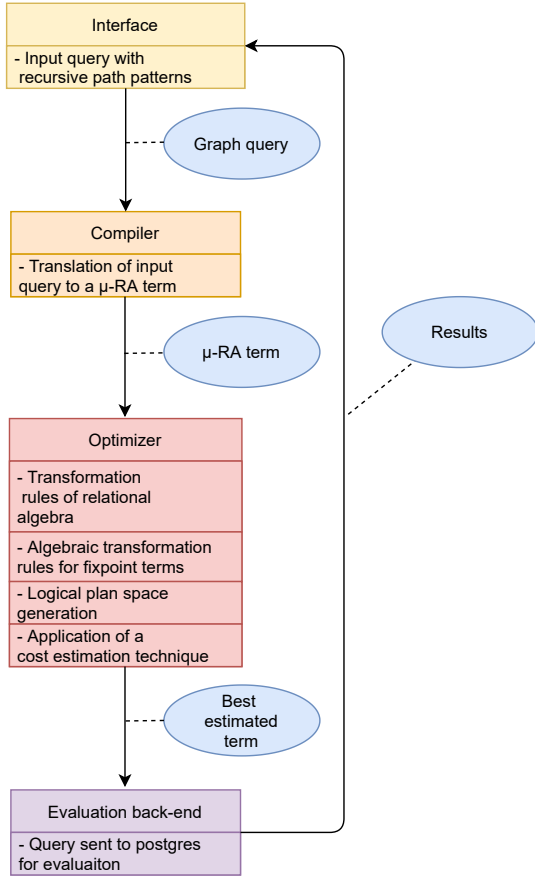 Interface
- Input query with
recursive path patterns
Graph query
Compiler
- Translation of input
query to a μ-RA term
μ-RA term
Results
Optimizer
- Transformation
rules of relational
algebra
- Algebraic transformation
rules for fixpoint terms
- Logical plan space
generation
- Application of a
cost estimation technique
Best
estimated
term
Evaluation back-end
- Query sent to postgres
for evaluaiton